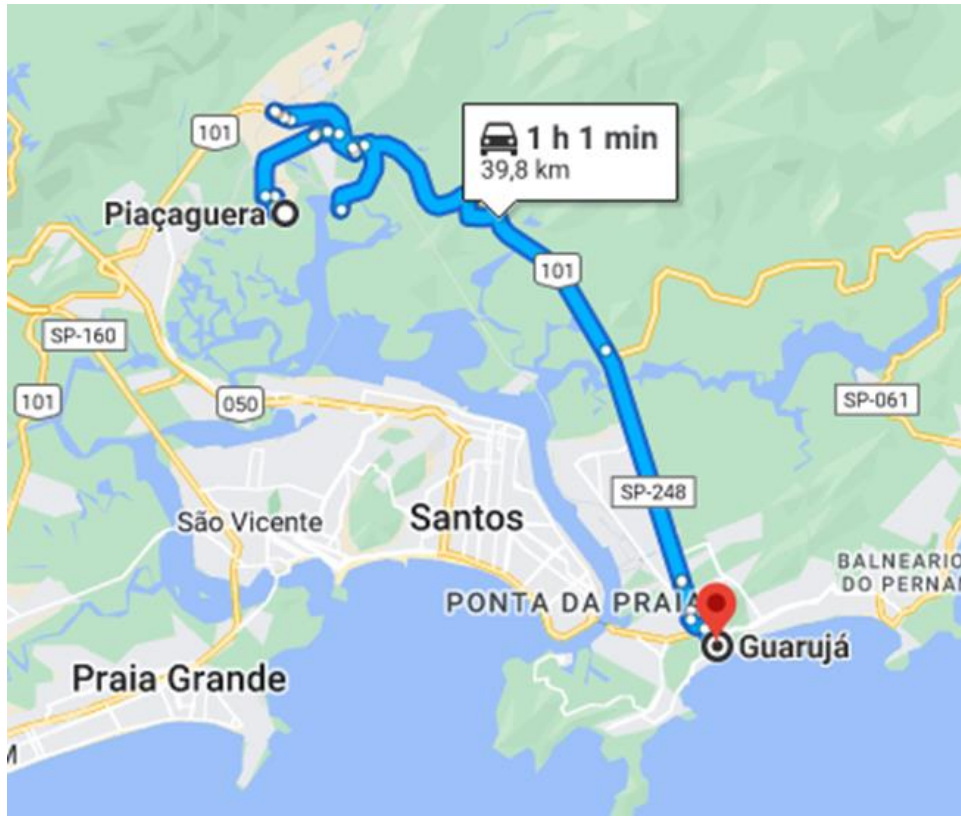 101
1 h 1 min
39,8 km
Piaçaguera
101
SP-160
101
050
SP-061
SP-248
São Vicente
Santos
BALNEARIO
DO PERNAN
PONTA DA PRAIA
Guarujá
Praia Grande
M